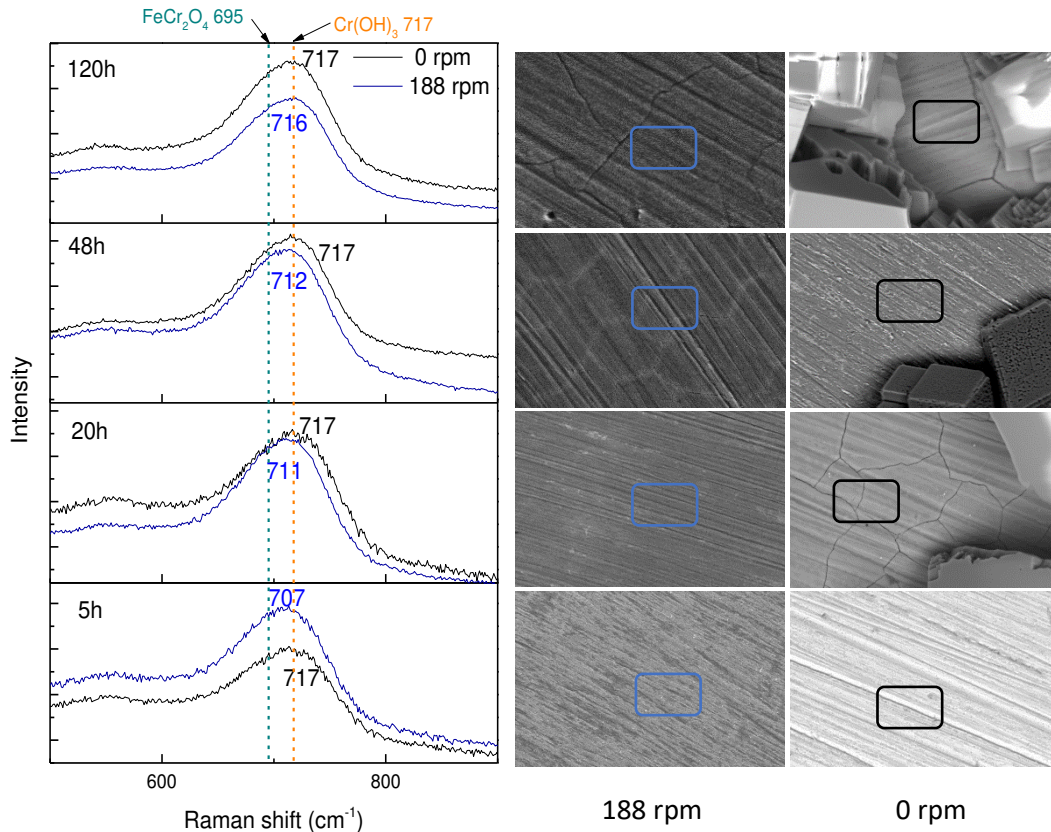 FeCr₂O₄ 695
Cr(OH)₃ 717
120h
717
0 rpm
188 rpm
716
48h
717
712
20h
717
711
5h
707
717
Intensity
600
800
Raman shift (cm⁻¹)
188 rpm
0 rpm